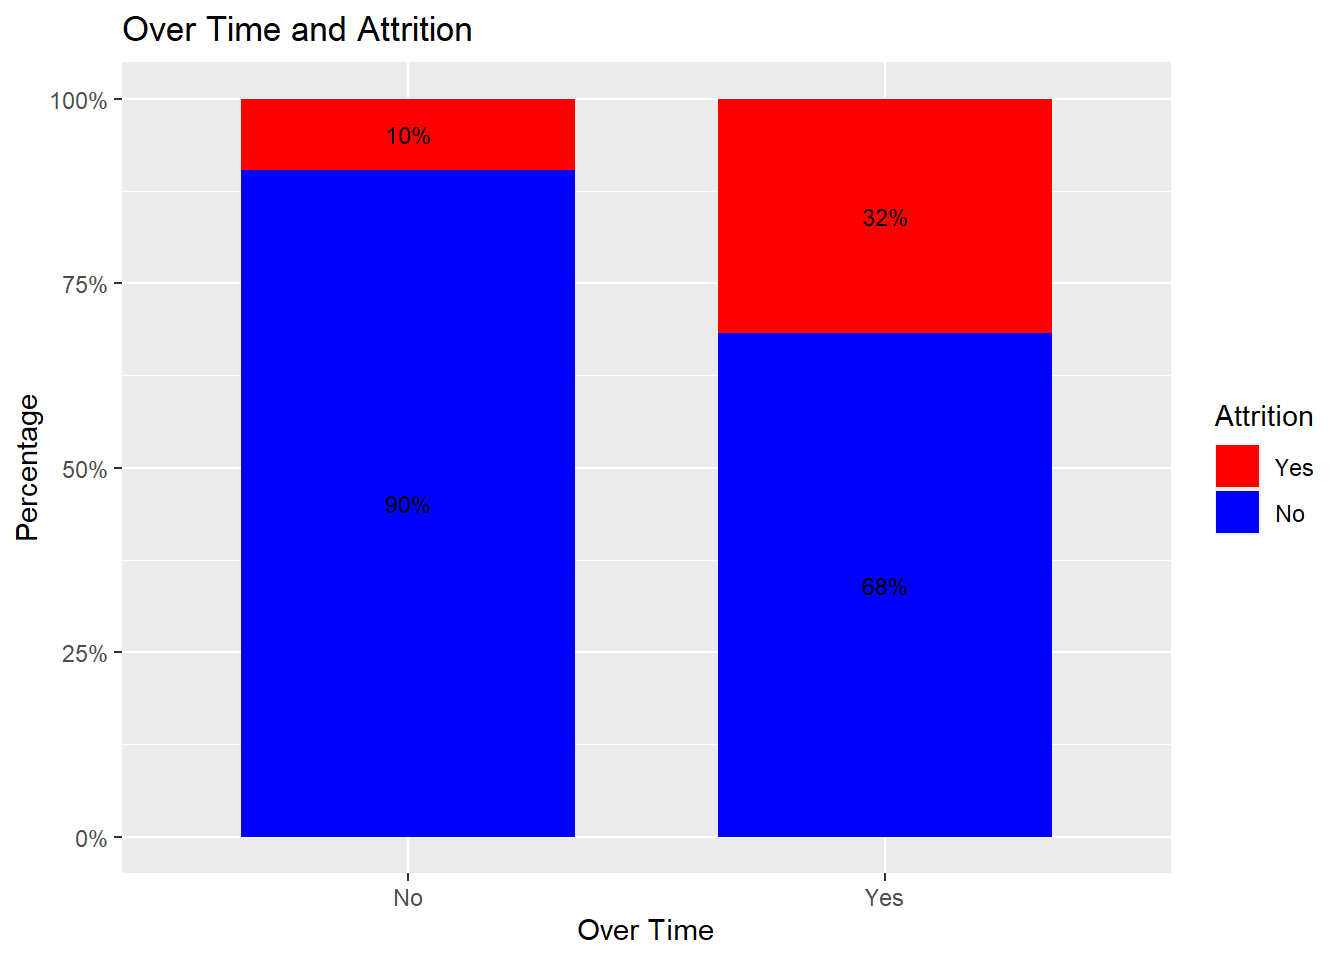 Over Time and Attrition
100%
75%
50%
25%
0%
Percentage
10%
90%
32%
68%
No
Yes
Over Time
Attrition
Yes
No